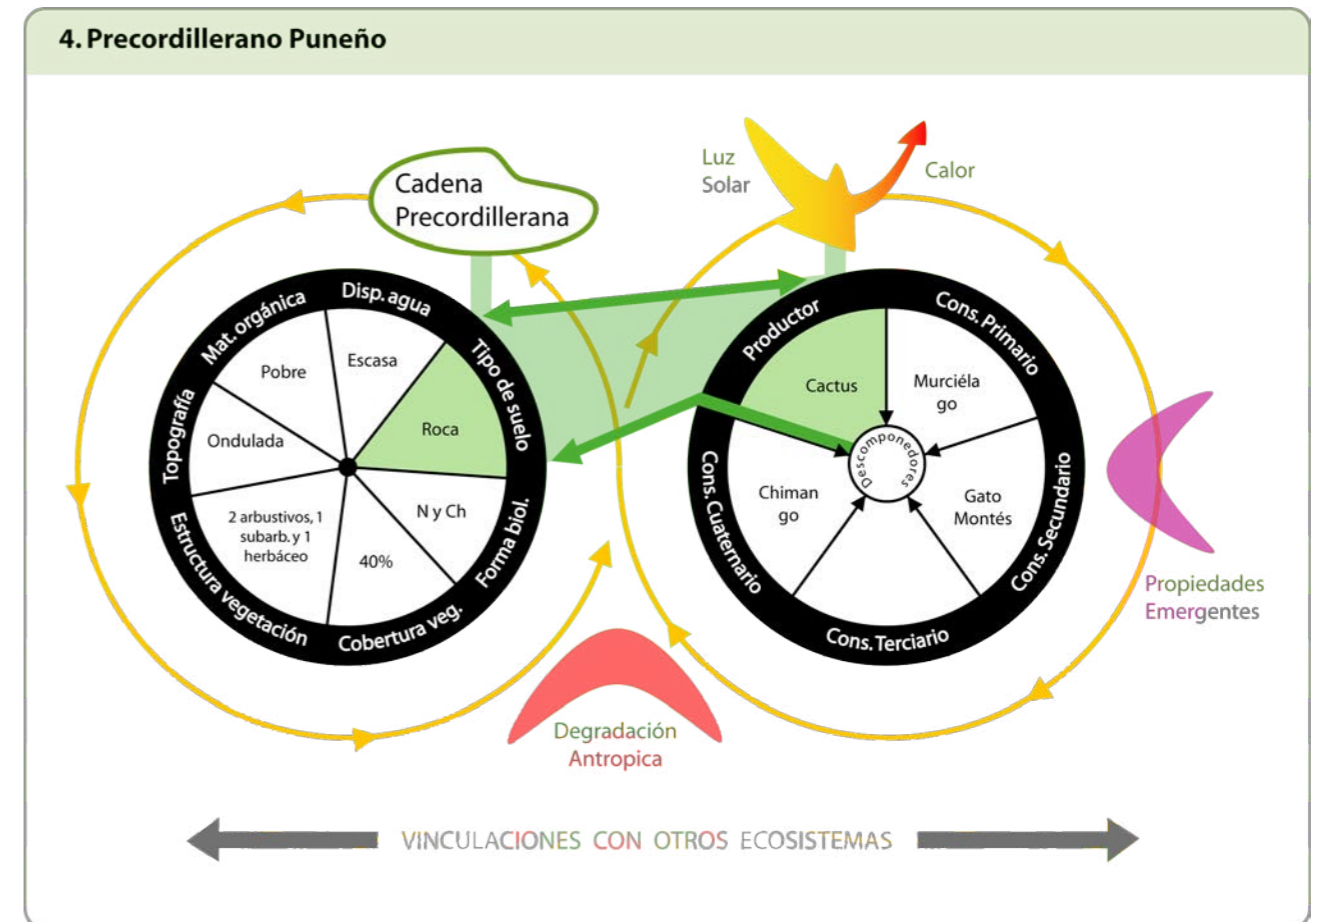 4. Precordillerano Puneño
Cadena
Precordillerana
Luz
Solar
Calor
Mat. orgánica
Disp. agua
Tipo de suelo
Topografía
Estructura vegetación
Cobertura veg.
Forma biol.
Pobre
Escasa
Roca
Ondulada
2 arbustivos, 1
subarb. y 1
herbáceo
40%
N y Ch
Productor
Cons. Primario
Cons. Secundario
Cons. Terciario
Cons. Cuaternario
Cactus
Murciéla
go
Gato
Montés
Chiman
go
Descomponedores
Propiedades
Emergentes
Degradación
Antropica
VINCULACIONES CON OTROS ECOSISTEMAS